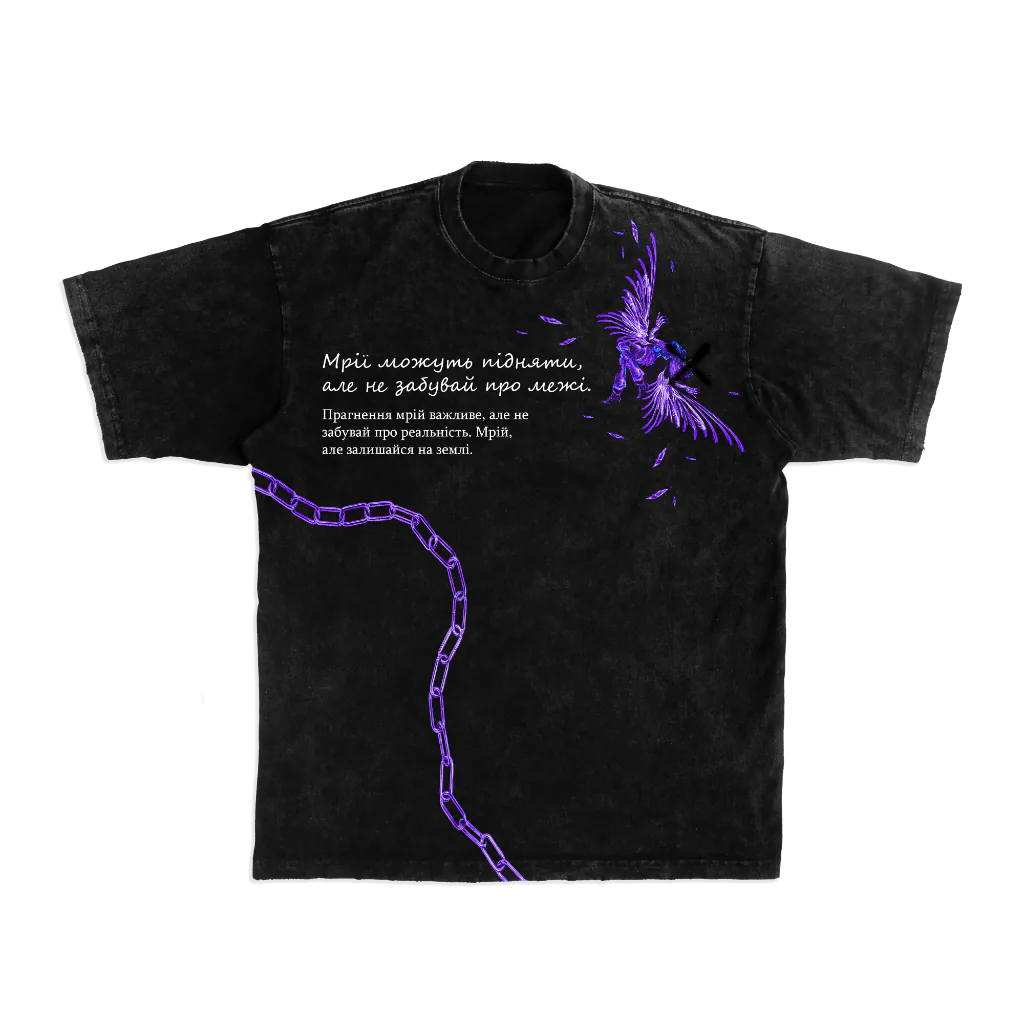 Мрії можуть підняти,
але не забувай про межі.
Прагнення мрій важливе, але не
забувай про реальність. Мрій,
але залишайся на землі.